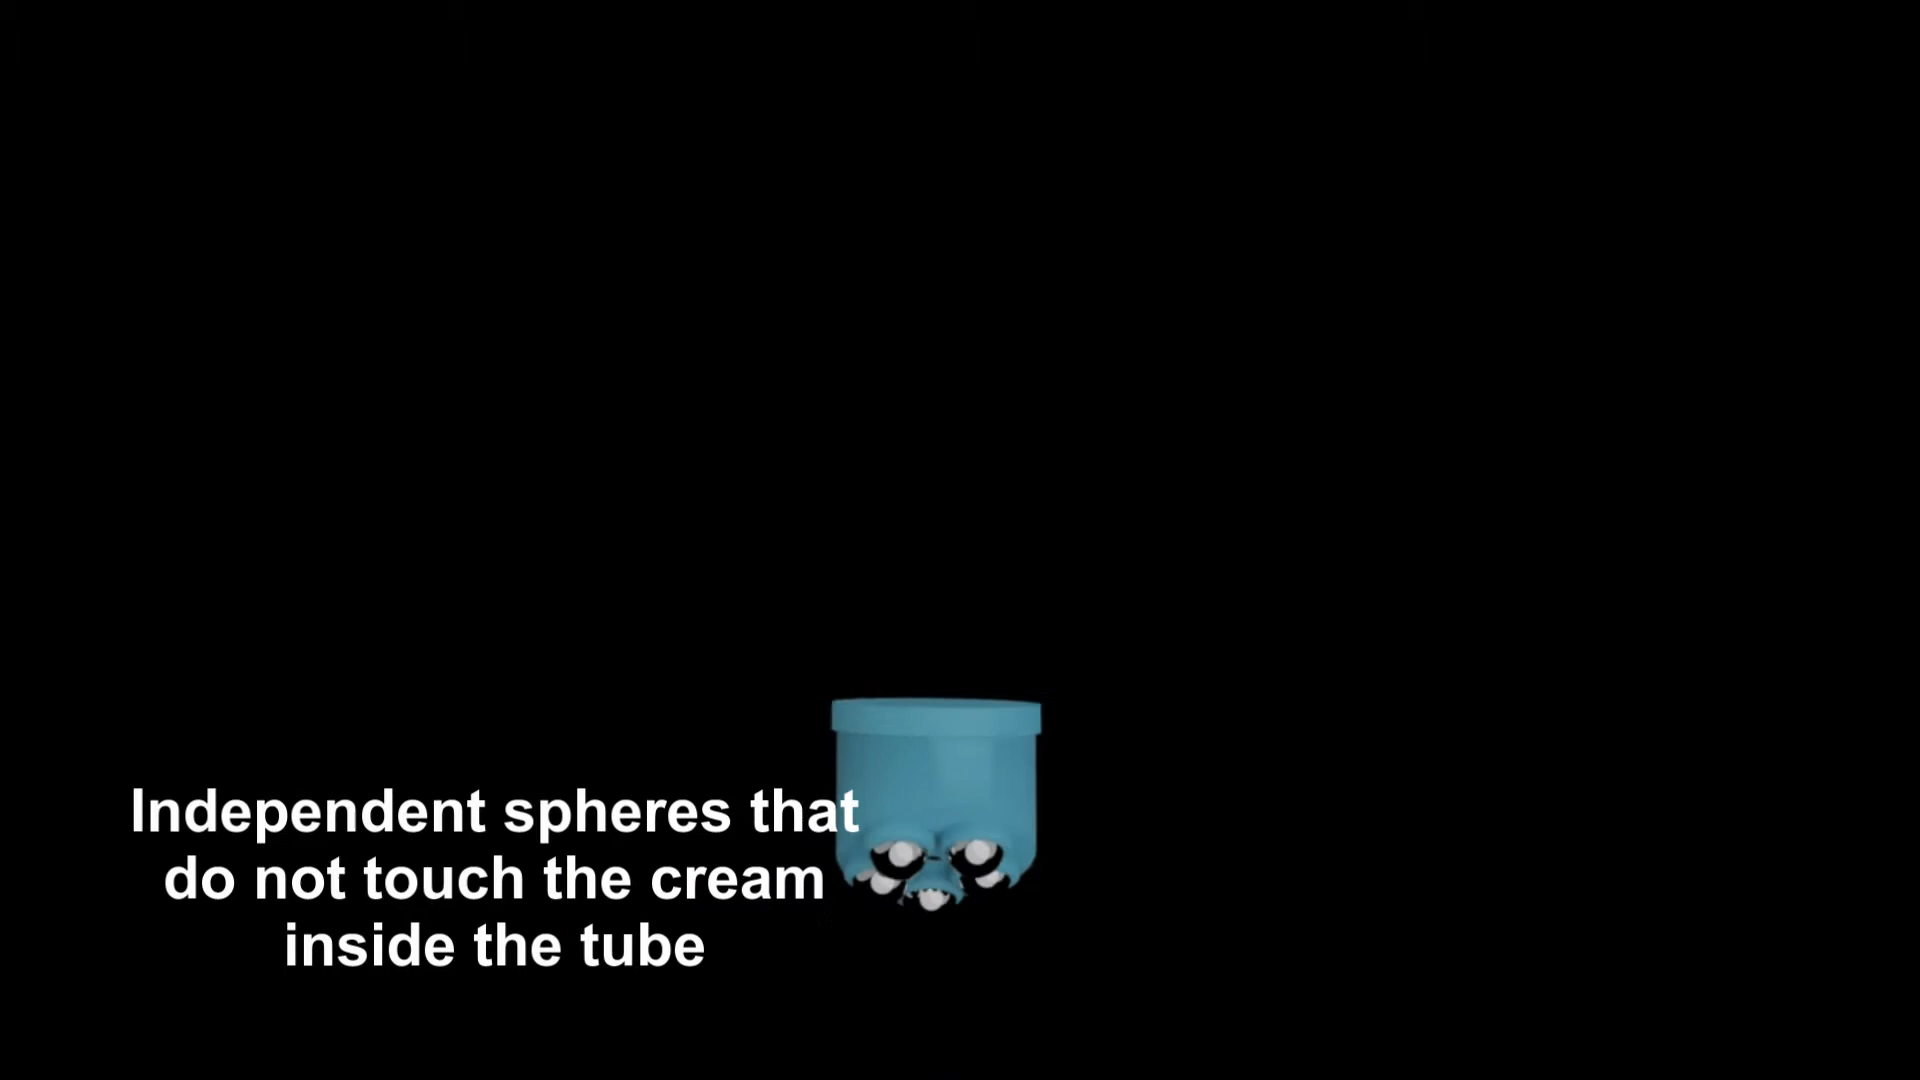 Independent spheres that
do not touch the cream
inside the tube